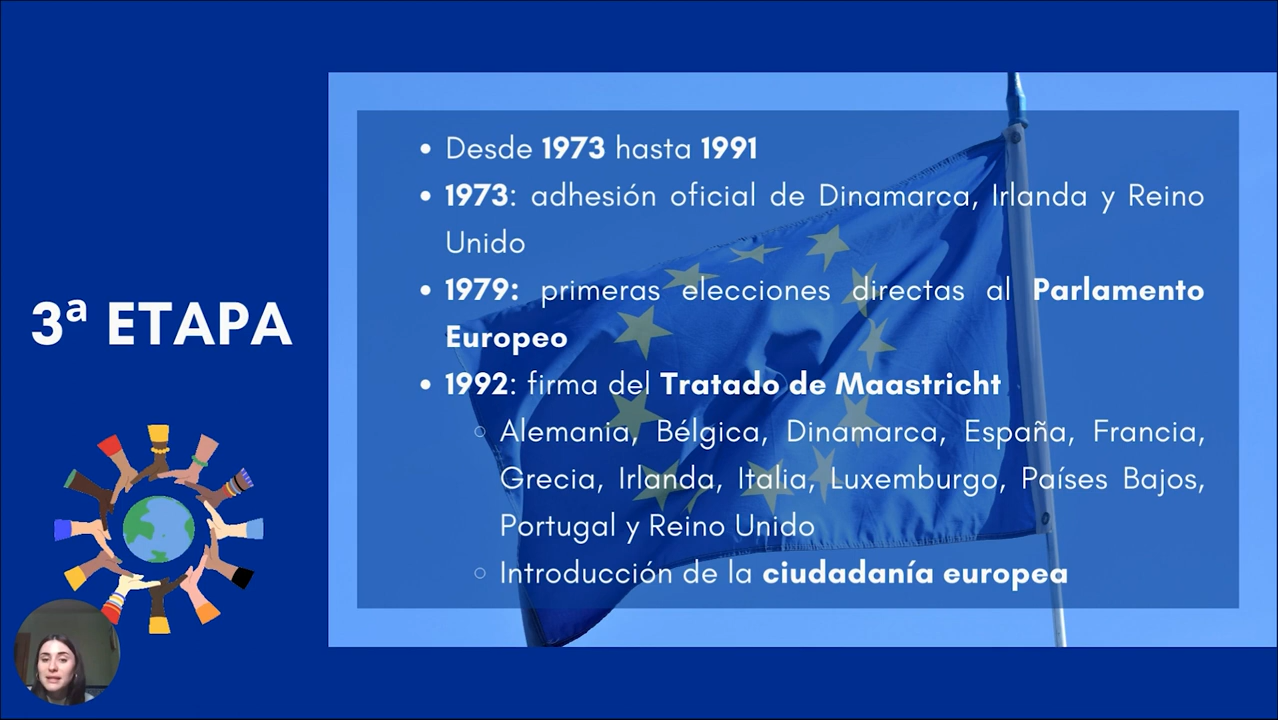 3ª ETAPA
• Desde 1973 hasta 1991
• 1973: adhesión oficial de Dinamarca, Irlanda y Reino
Unido
• 1979: primeras elecciones directas al Parlamento
Europeo
• 1992: firma del Tratado de Maastricht
○ Alemania, Bélgica, Dinamarca, España, Francia,
Grecia, Irlanda, Italia, Luxemburgo, Países Bajos,
Portugal y Reino Unido
○ Introducción de la ciudadanía europea